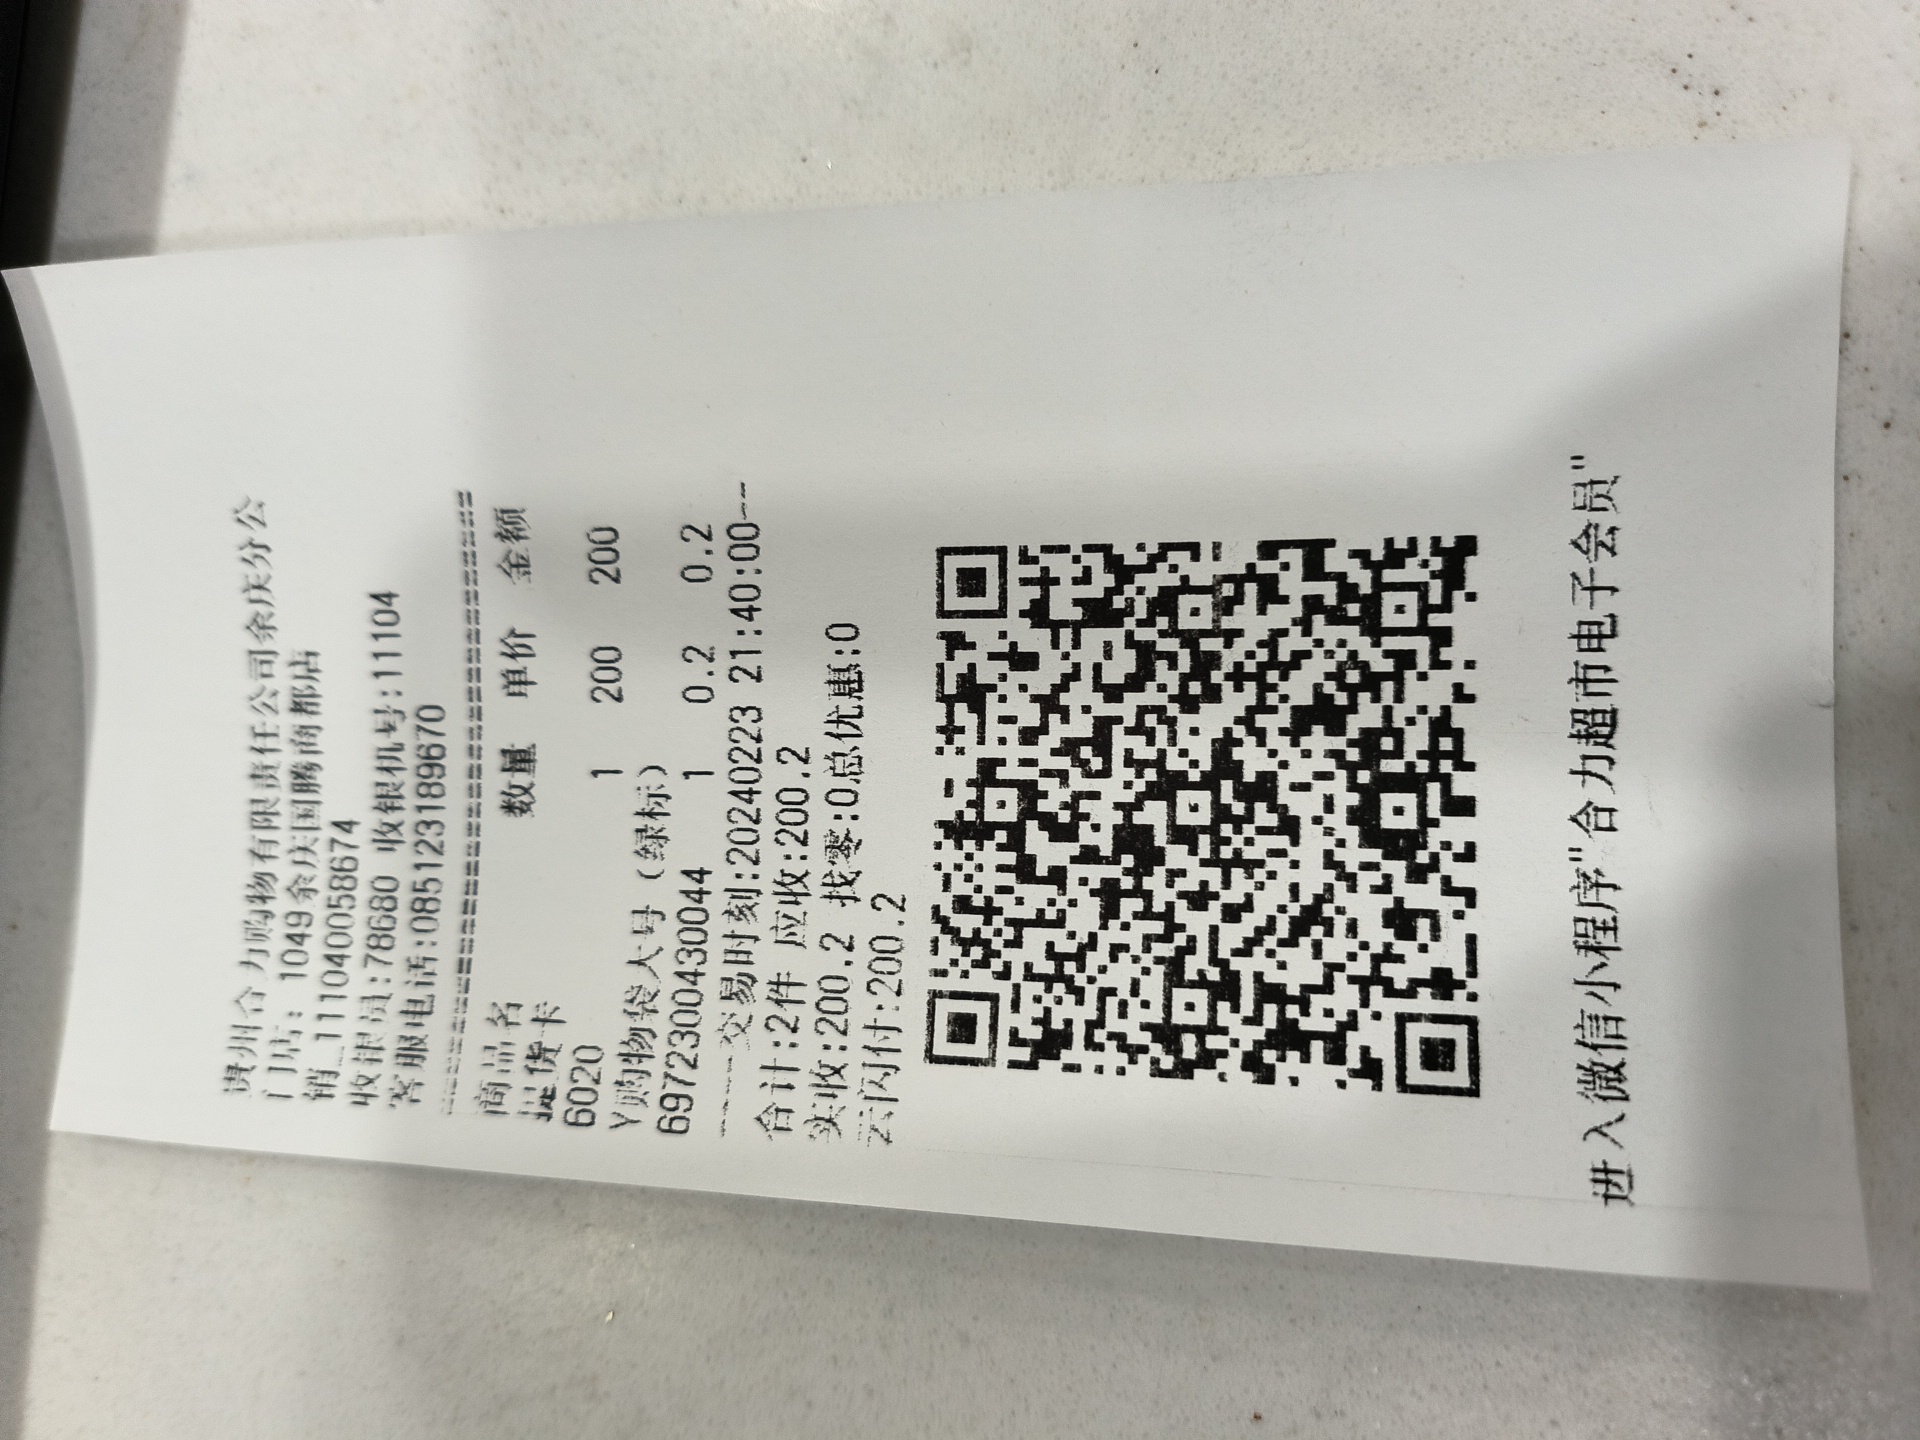 贵州合力购物有限责任公司余庆分公
门店: 1049余庆国腾商都店
销_111040058674
收银员:78680 收银机号:11104
客服电话:085123189670
==================================
商品名 数量 单价 金额
提货卡
6020 1 200 200
Y购物袋大号（绿标）
6972300430044 1 0.2 0.2
----交易时刻:20240223 21:40:00--
合计:2件 应收:200.2
实收:200.2 找零:0总优惠:0
云闪付:200.2
进入微信小程序"合力超市电子会员"